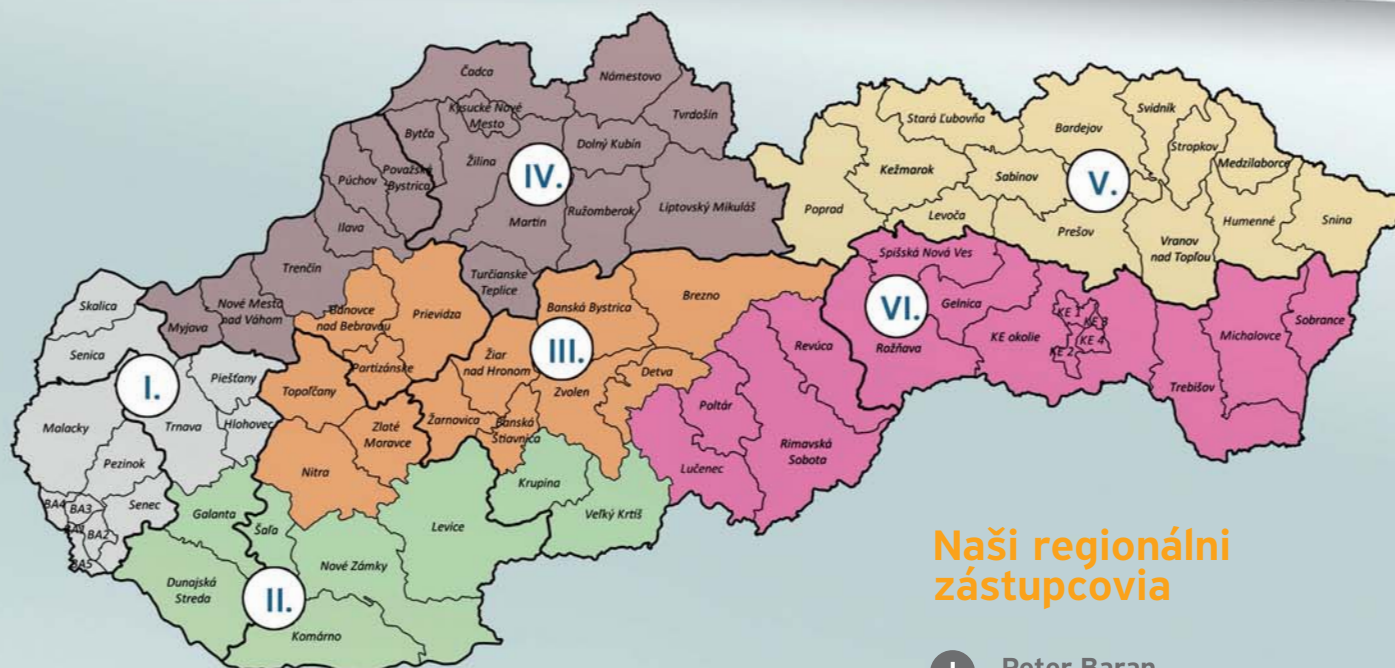 Čadca
Námestovo
Kysucké Nové
Mesto
Tvrdošín
Bytča
Dolný Kubín
Žilina
Považská
Bystrica
Púchov
IV.
Martin
Ružomberok
Liptovský Mikuláš
Ilava
Trenčín
Turčianske
Teplice
Nové Mesto
nad Váhom
Myjava
Svidník
Stará Ľubovňa
Bardejov
Stropkov
Medzilaborce
Kežmarok
Sabinov
V.
Poprad
Levoča
Prešov
Humenné
Snina
Vranov
nad Topľou
Skalica
Senica
I.
Piešťany
Malacky
Trnava
Hlohovec
Pezinok
Senec
BA4
BA3
BA2
BA5
Bánovce
nad Bebravou
Prievidza
Banská Bystrica
Brezno
Partizánske
Žiar
nad Hronom
III.
Topoľčany
Zvolen
Detva
Žarnovica
Banská
Štiavnica
Zlaté
Moravce
Nitra
Spišská Nová Ves
VI.
Gelnica
Rožňava
KE okolie
KE 1
KE 3
KE 4
KE 2
Michalovce
Sobrance
Trebišov
Revúca
Poltár
Rimavská
Sobota
Lučenec
Krupina
Veľký Krtíš
Levice
Galanta
Šaľa
Nové Zámky
Dunajská
Streda
II.
Komárno
Naši regionálni
zástupcovia
Peter Baran